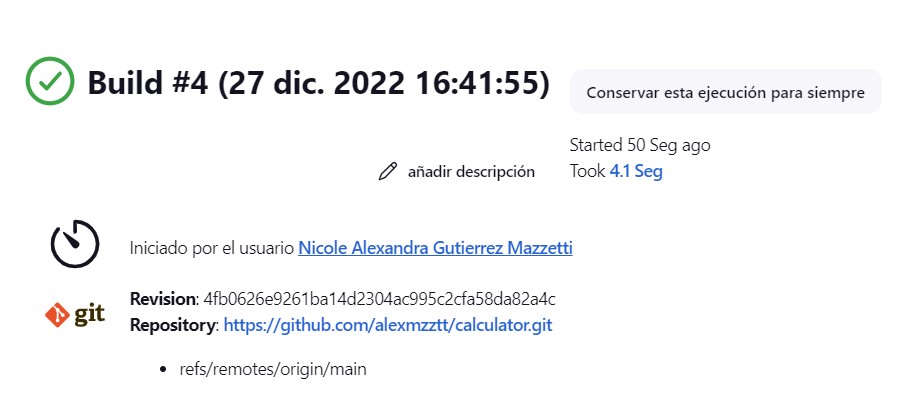 Build #4 (27 dic. 2022 16:41:55)
Conservar esta ejecución para siempre
Started 50 Seg ago
añadir descripción
Took 4.1 Seg
Iniciado por el usuario Nicole Alexandra Gutierrez Mazzetti
git
Revision: 4fb0626e9261ba14d2304ac995c2cfa58da82a4c
Repository: https://github.com/alexmzztt/calculator.git
• refs/remotes/origin/main